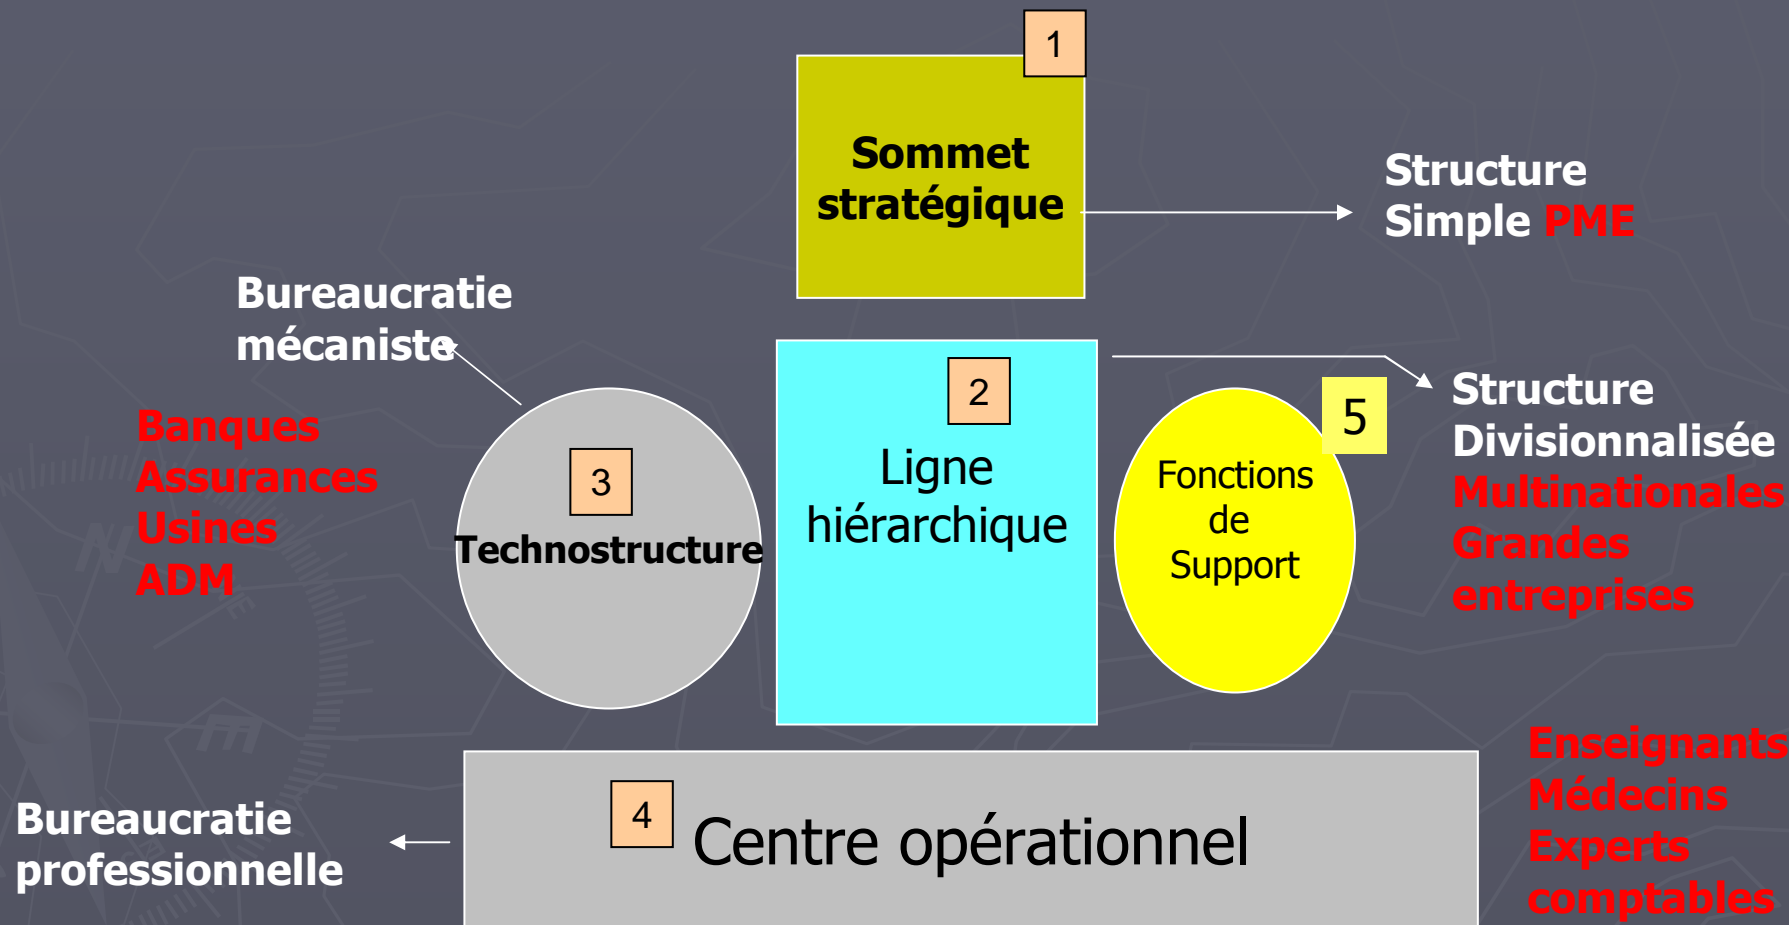 1
Sommet
stratégique
Structure
Simple PME
Bureaucratie
mécaniste
Banques
Assurances
Usines
ADM
3
Technostructure
2
Ligne
hiérarchique
5
Fonctions
de
Support
Structure
Divisionnalisée
Multinationales
Grandes
entreprises
Bureaucratie
professionnelle
4
Centre opérationnel
Enseignants
Médecins
Experts
comptables
N
E
E